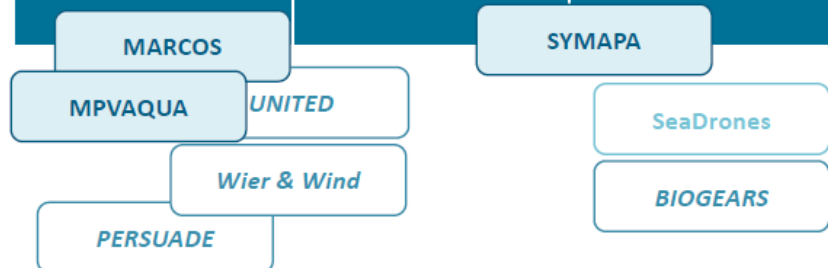 MARCOS
SYMAPA
MPVAQUA
UNITED
SeaDrones
Wier & Wind
BIOGEARS
PERSUADE